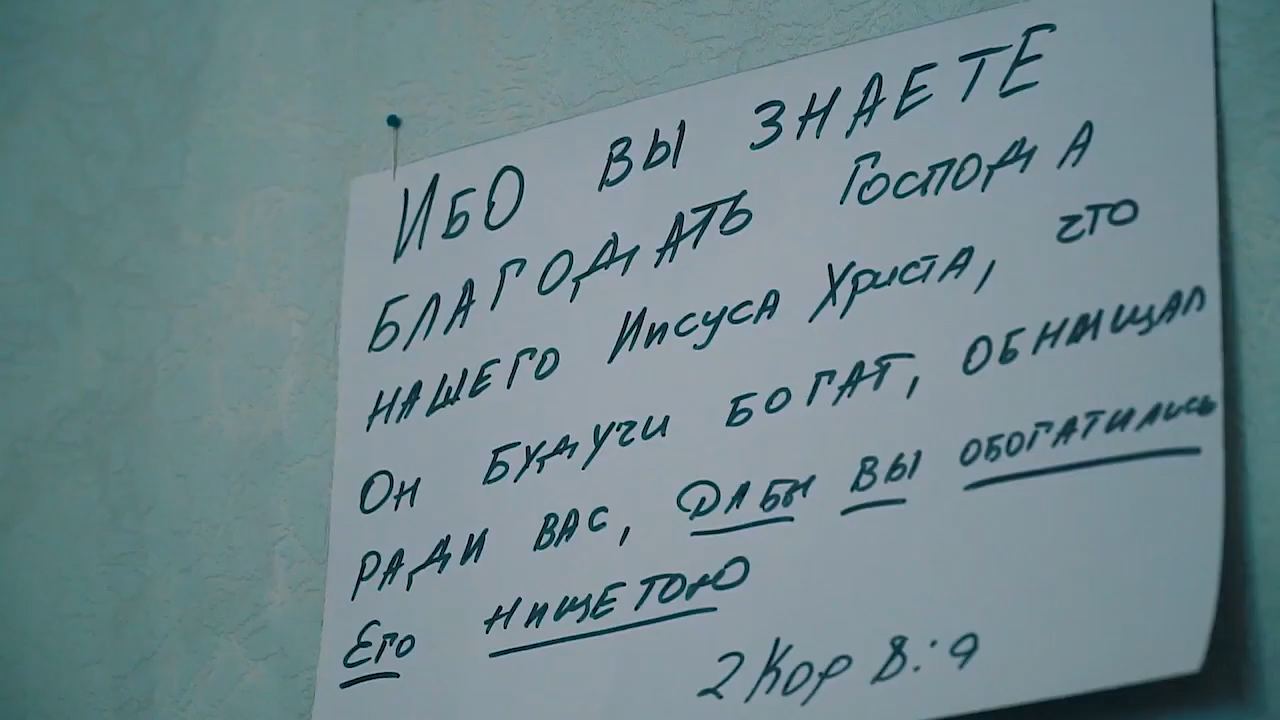 Ибо вы знаете
благодать Господа
нашего Иисуса Христа, что
Он будучи богат, обнищал
ради вас, дабы вы обогатились
Его нищетою
2 Кор 8:9